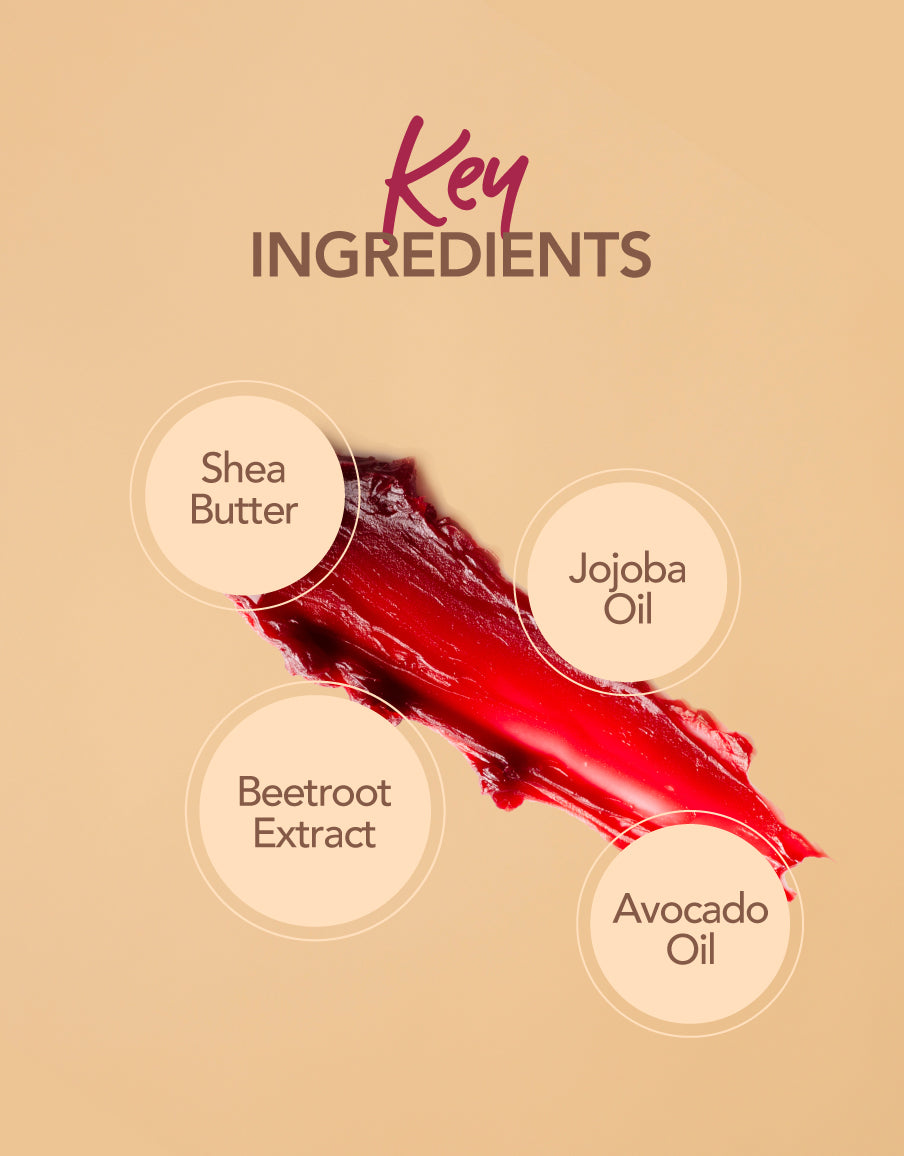 Key
INGREDIENTS
Shea
Butter
Jojoba
Oil
Beetroot
Extract
Avocado
Oil